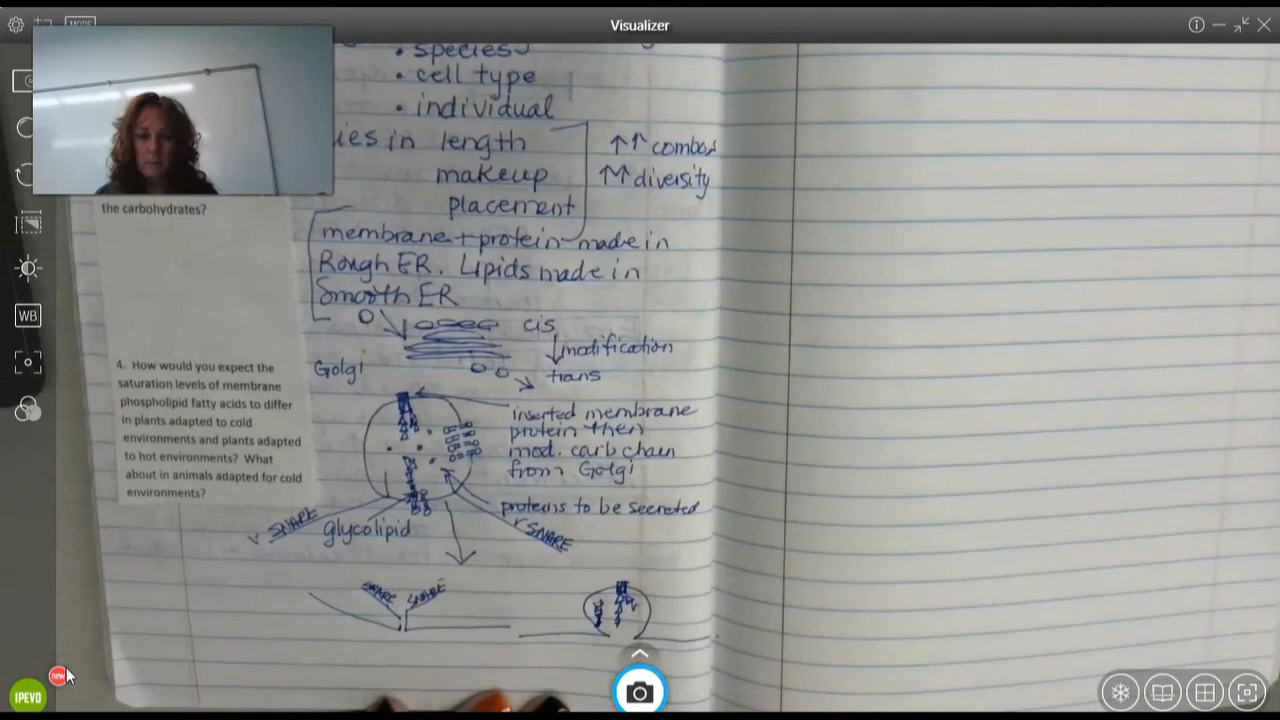 Visualizer
MODE
• species
• cell type
• individual
ies in length
makeup
placement
↑↑ combos
↑↑ diversity
the carbohydrates?
membrane + protein made in
Rough ER. Lipids made in
Smooth ER
cis
modification
trans
Golgi
4. How would you expect the
saturation levels of membrane
phospholipid fatty acids to differ
in plants adapted to cold
environments and plants adapted
to hot environments? What
about in animals adapted for cold
environments?
inserted membrane
protein then
mod. carb chain
from Golgi
proteins to be secreted
SNARE
glycolipid
r SNARE
SNARE SNARE
WB
new
IPEVO